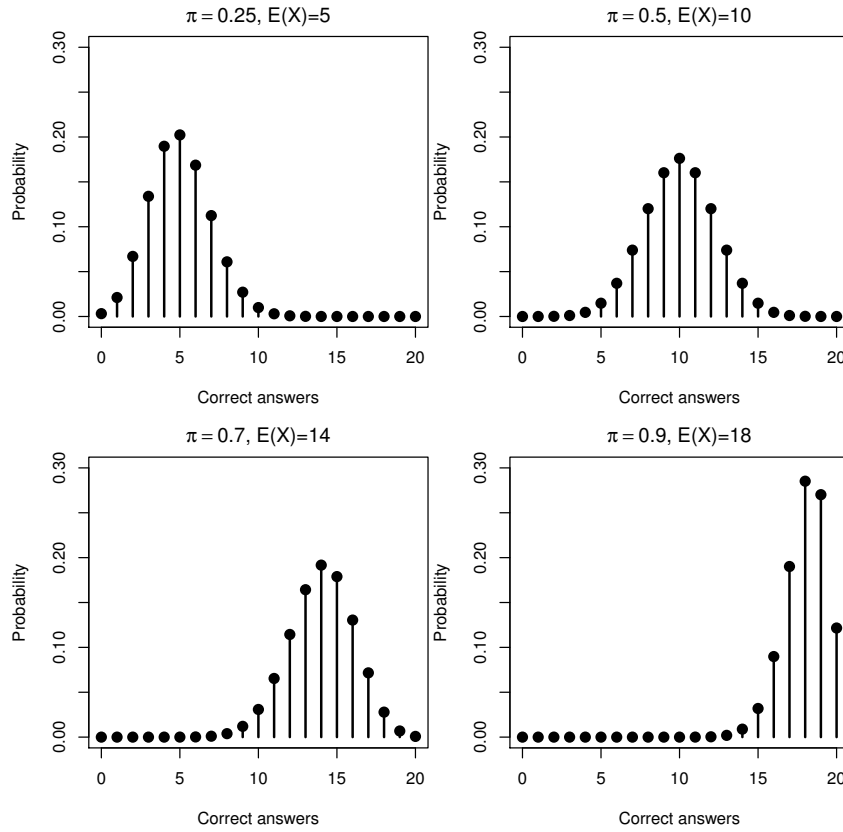 π = 0.25, E(X)=5
Probability
0.00 0.10 0.20 0.30
0 5 10 15 20
Correct answers
π = 0.5, E(X)=10
Probability
0.00 0.10 0.20 0.30
0 5 10 15 20
Correct answers
π = 0.7, E(X)=14
Probability
0.00 0.10 0.20 0.30
0 5 10 15 20
Correct answers
π = 0.9, E(X)=18
Probability
0.00 0.10 0.20 0.30
0 5 10 15 20
Correct answers